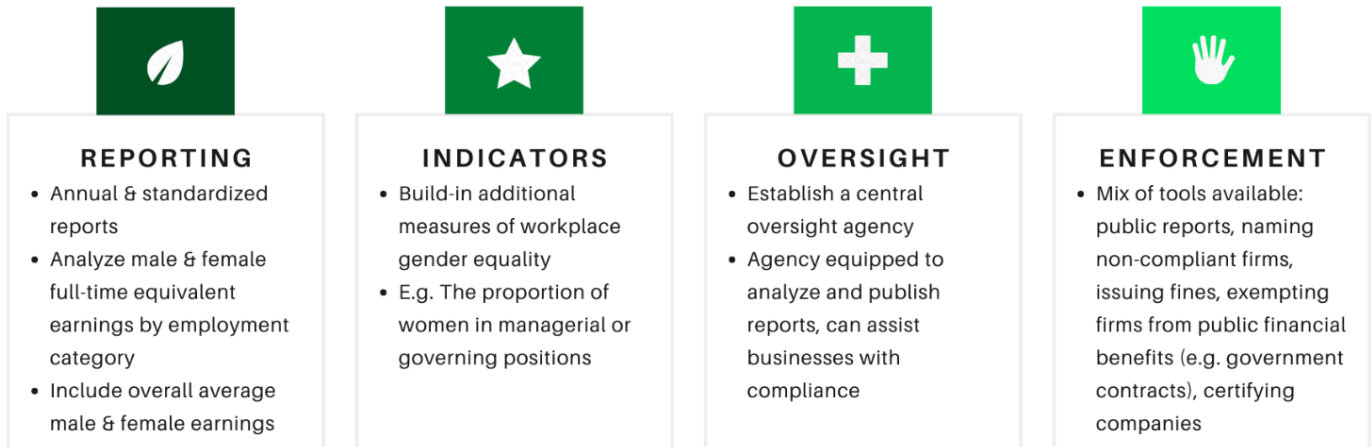 REPORTING
• Annual & standardized
reports
• Analyze male & female
full-time equivalent
earnings by employment
category
• Include overall average
male & female earnings
INDICATORS
• Build-in additional
measures of workplace
gender equality
• E.g. The proportion of
women in managerial or
governing positions
OVERSIGHT
• Establish a central
oversight agency
• Agency equipped to
analyze and publish
reports, can assist
businesses with
compliance
ENFORCEMENT
• Mix of tools available:
public reports, naming
non-compliant firms,
issuing fines, exempting
firms from public financial
benefits (e.g. government
contracts), certifying
companies